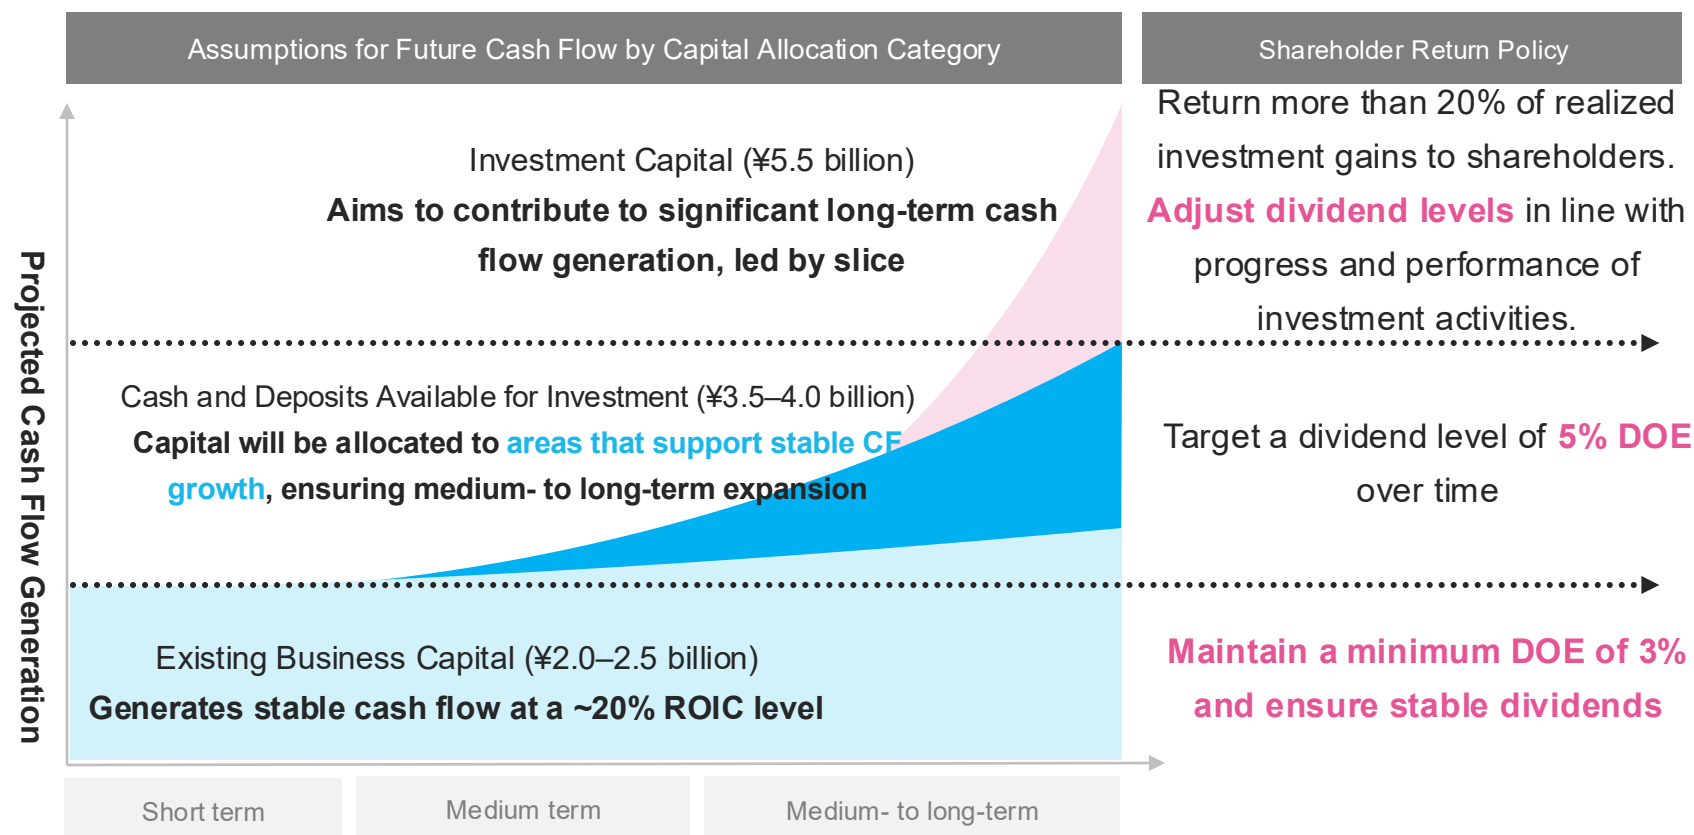 Assumptions for Future Cash Flow by Capital Allocation Category
Shareholder Return Policy
Projected Cash Flow Generation
Investment Capital (¥5.5 billion)
Aims to contribute to significant long-term cash
flow generation, led by slice
Return more than 20% of realized
investment gains to shareholders.
Adjust dividend levels in line with
progress and performance of
investment activities.
Cash and Deposits Available for Investment (¥3.5–4.0 billion)
Capital will be allocated to areas that support stable CF
growth, ensuring medium- to long-term expansion
Target a dividend level of 5% DOE
over time
Existing Business Capital (¥2.0–2.5 billion)
Generates stable cash flow at a ~20% ROIC level
Maintain a minimum DOE of 3%
and ensure stable dividends
Short term
Medium term
Medium- to long-term